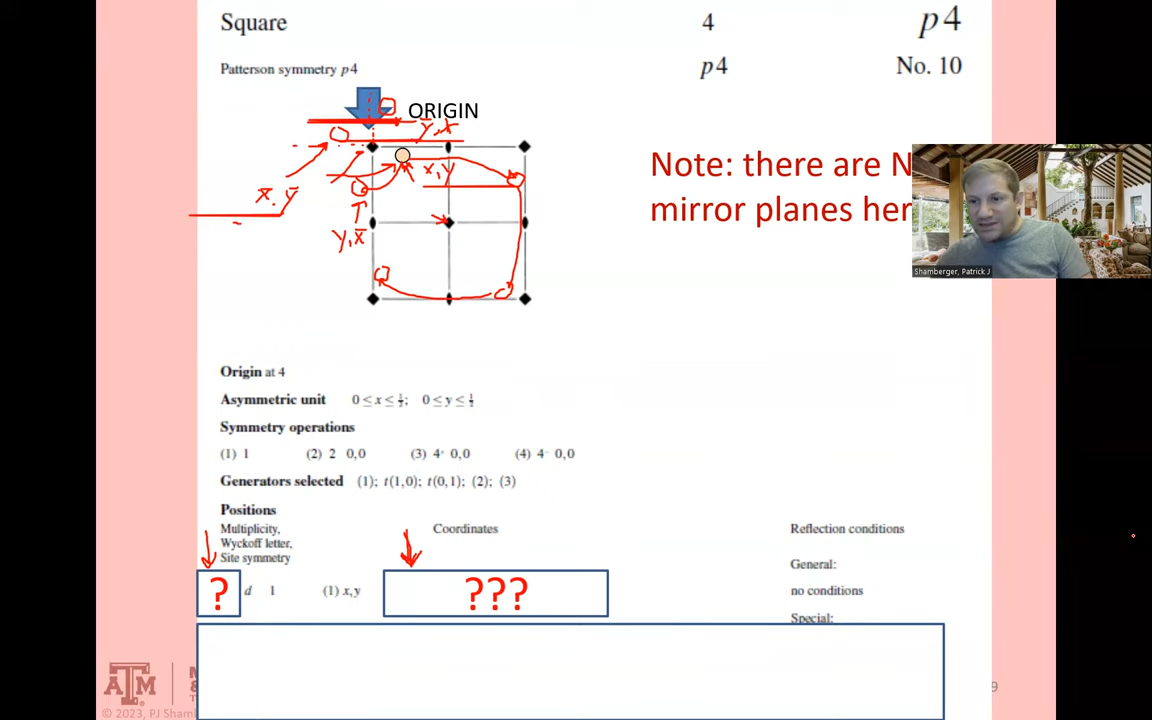 Square 4 p4
Patterson symmetry p4 p4 No. 10
ORIGIN
ȳ,x
x,y
x̄,ȳ
y,x̄
Note: there are N
mirror planes her
Shamberger, Patrick J
Origin at 4
Asymmetric unit 0 ≤ x ≤ ½; 0 ≤ y ≤ ½
Symmetry operations
(1) 1 (2) 2 0,0 (3) 4⁺ 0,0 (4) 4⁻ 0,0
Generators selected (1); t(1,0); t(0,1); (2); (3)
Positions
Multiplicity, Coordinates Reflection conditions
Wyckoff letter,
Site symmetry
General:
? d 1 (1) x,y ??? no conditions
Special:
ATM
9
© 2023, PJ Sham